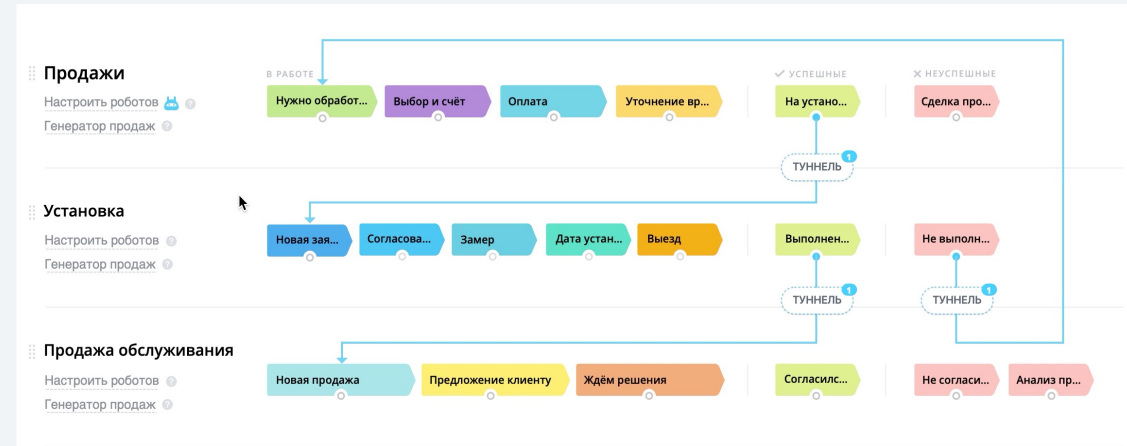 Продажи
В РАБОТЕ
УСПЕШНЫЕ
НЕУСПЕШНЫЕ
Настроить роботов ?
Генератор продаж ?
Нужно обработ...
Выбор и счёт
Оплата
Уточнение вр...
На устано...
Сделка про...
ТУННЕЛЬ 1
Установка
Настроить роботов ?
Генератор продаж ?
Новая зая...
Согласова...
Замер
Дата устан...
Выезд
Выполнен...
Не выполн...
ТУННЕЛЬ 1
ТУННЕЛЬ 1
Продажа обслуживания
Настроить роботов ?
Генератор продаж ?
Новая продажа
Предложение клиенту
Ждём решения
Согласилс...
Не согласи...
Анализ пр...